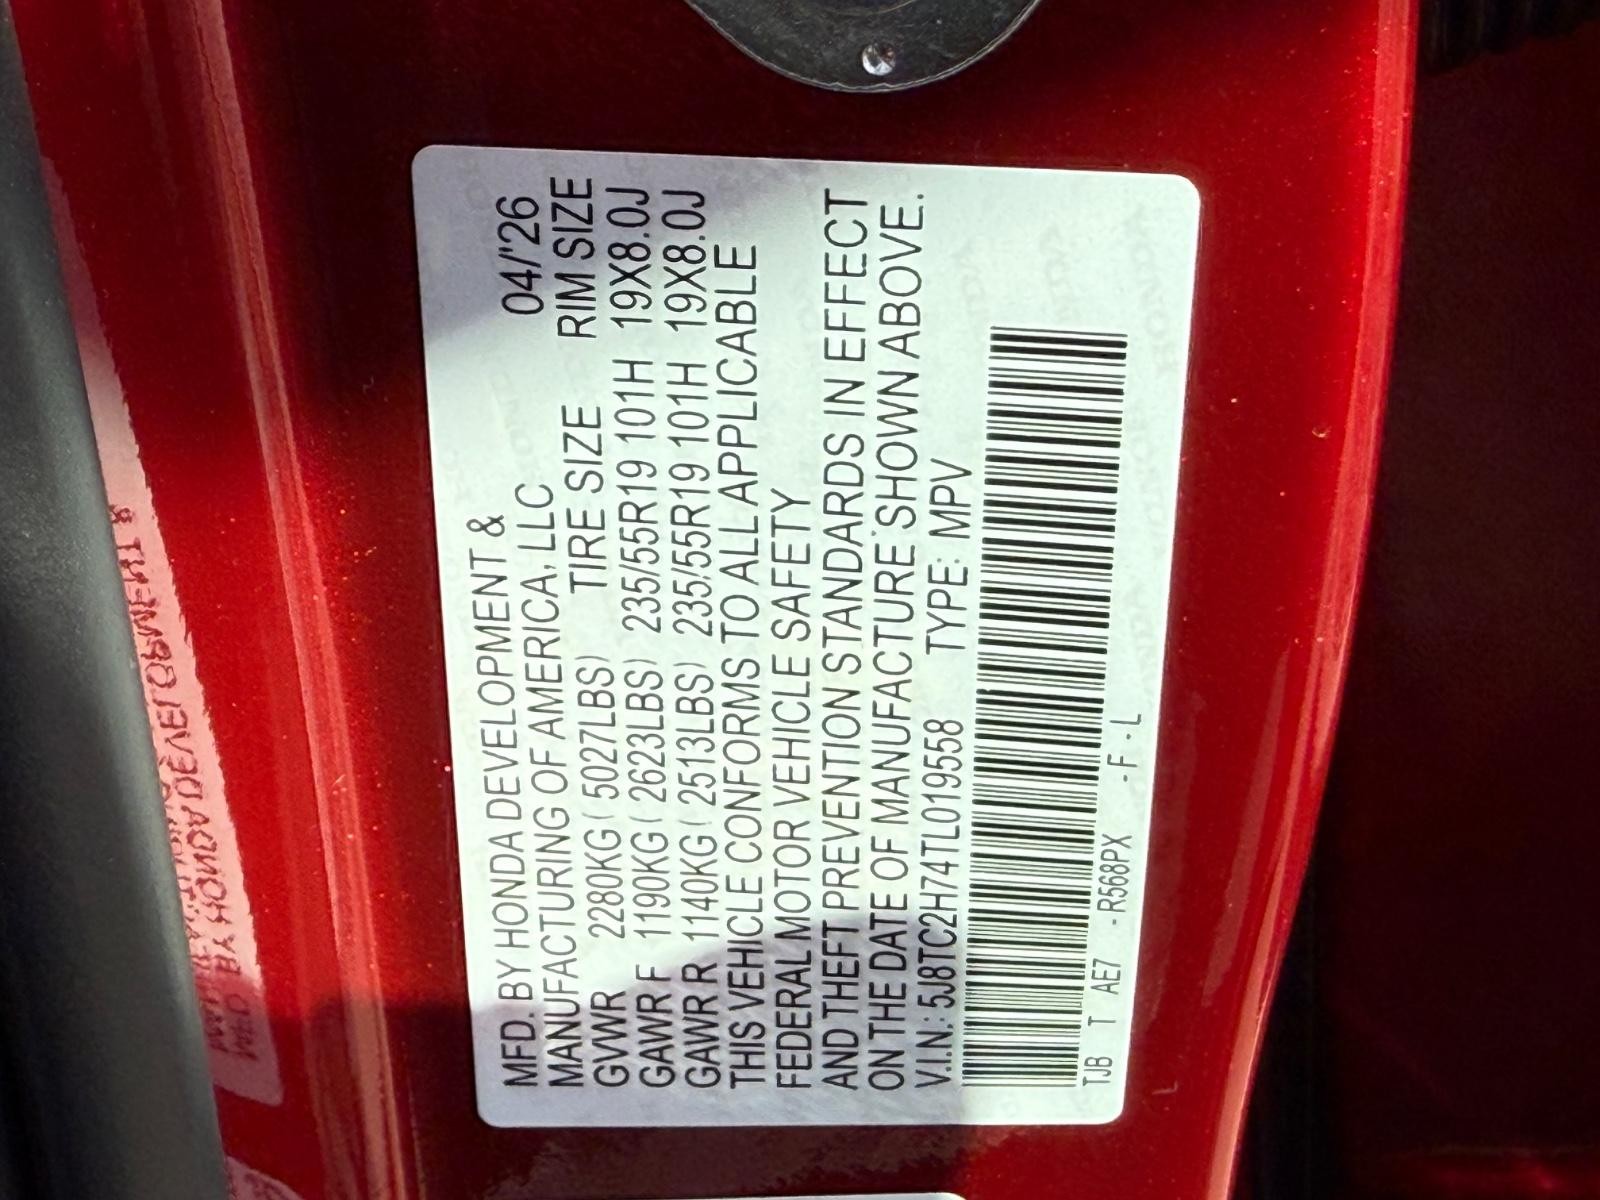 MFD. BY HONDA DEVELOPMENT &
MANUFACTURING OF AMERICA, LLC 04/'26
GVWR 2280KG ( 5027LBS) TIRE SIZE RIM SIZE
GAWR F 1190KG ( 2623LBS) 235/55R19 101H 19X8.0J
GAWR R 1140KG ( 2513LBS) 235/55R19 101H 19X8.0J
THIS VEHICLE CONFORMS TO ALL APPLICABLE
FEDERAL MOTOR VEHICLE SAFETY
AND THEFT PREVENTION STANDARDS IN EFFECT
ON THE DATE OF MANUFACTURE SHOWN ABOVE.
V.I.N.: 5J8TC2H74TL019558 TYPE: MPV
TJB T AE7 -R568PX -F-L